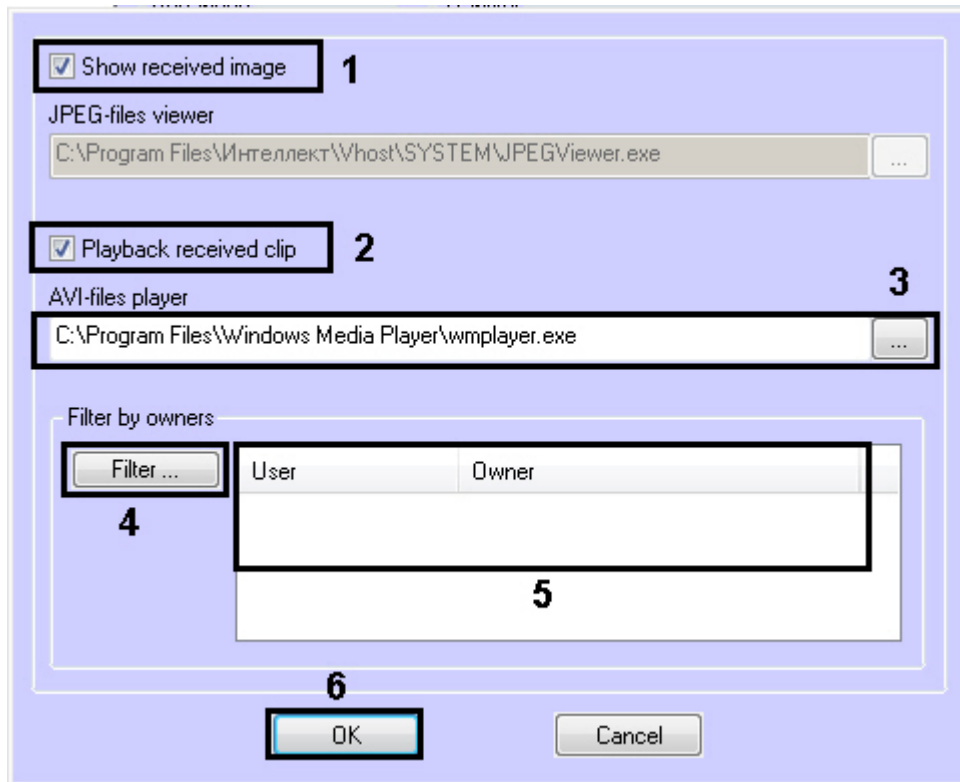 Show received image 1
JPEG-files viewer
C:\Program Files\Интеллект\Vhost\SYSTEM\JPEGViewer.exe ...
Playback received clip 2
AVI-files player 3
C:\Program Files\Windows Media Player\wmplayer.exe ...
Filter by owners
Filter ... User Owner
4
5
6
OK Cancel